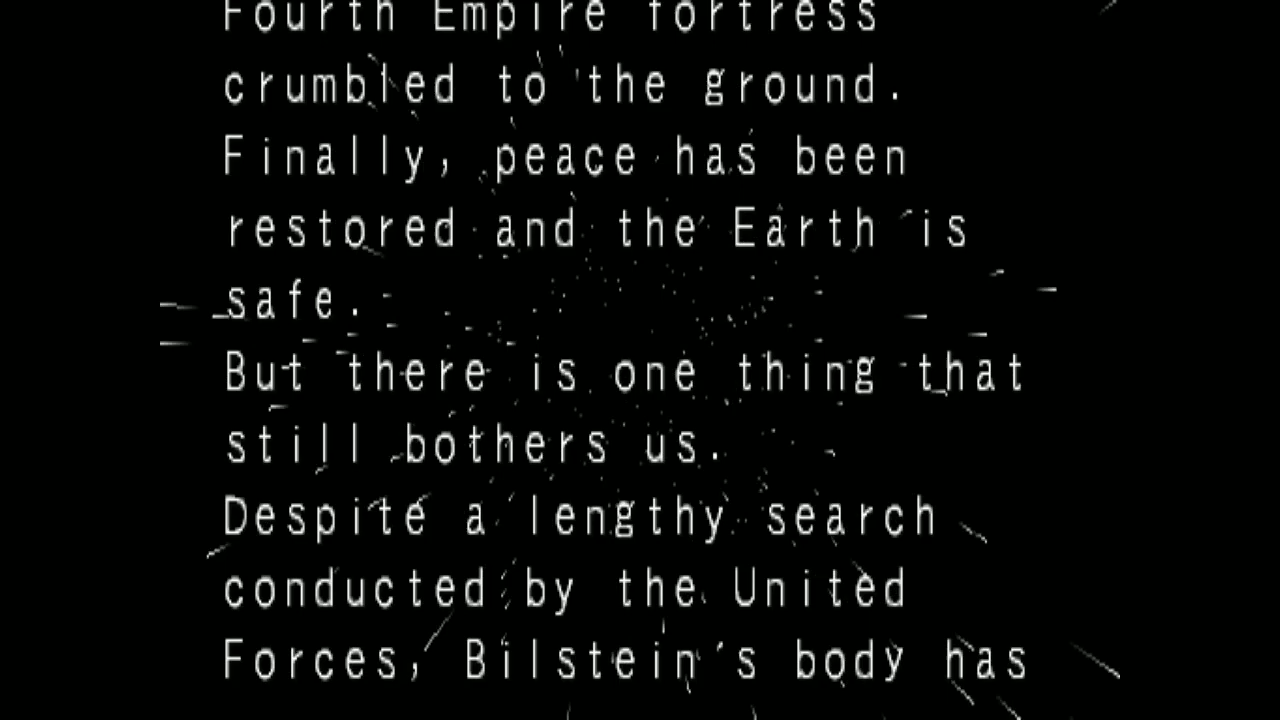 Fourth Empire fortress
crumbled to the ground.
Finally, peace has been
restored and the Earth is
safe.
But there is one thing that
still bothers us.
Despite a lengthy search
conducted by the United
Forces, Bilstein's body has